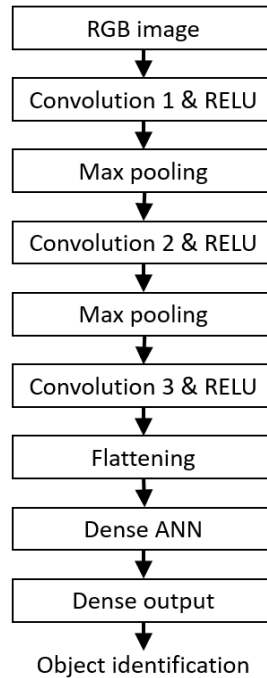 RGB image
Convolution 1 & RELU
Max pooling
Convolution 2 & RELU
Max pooling
Convolution 3 & RELU
Flattening
Dense ANN
Dense output
Object identification